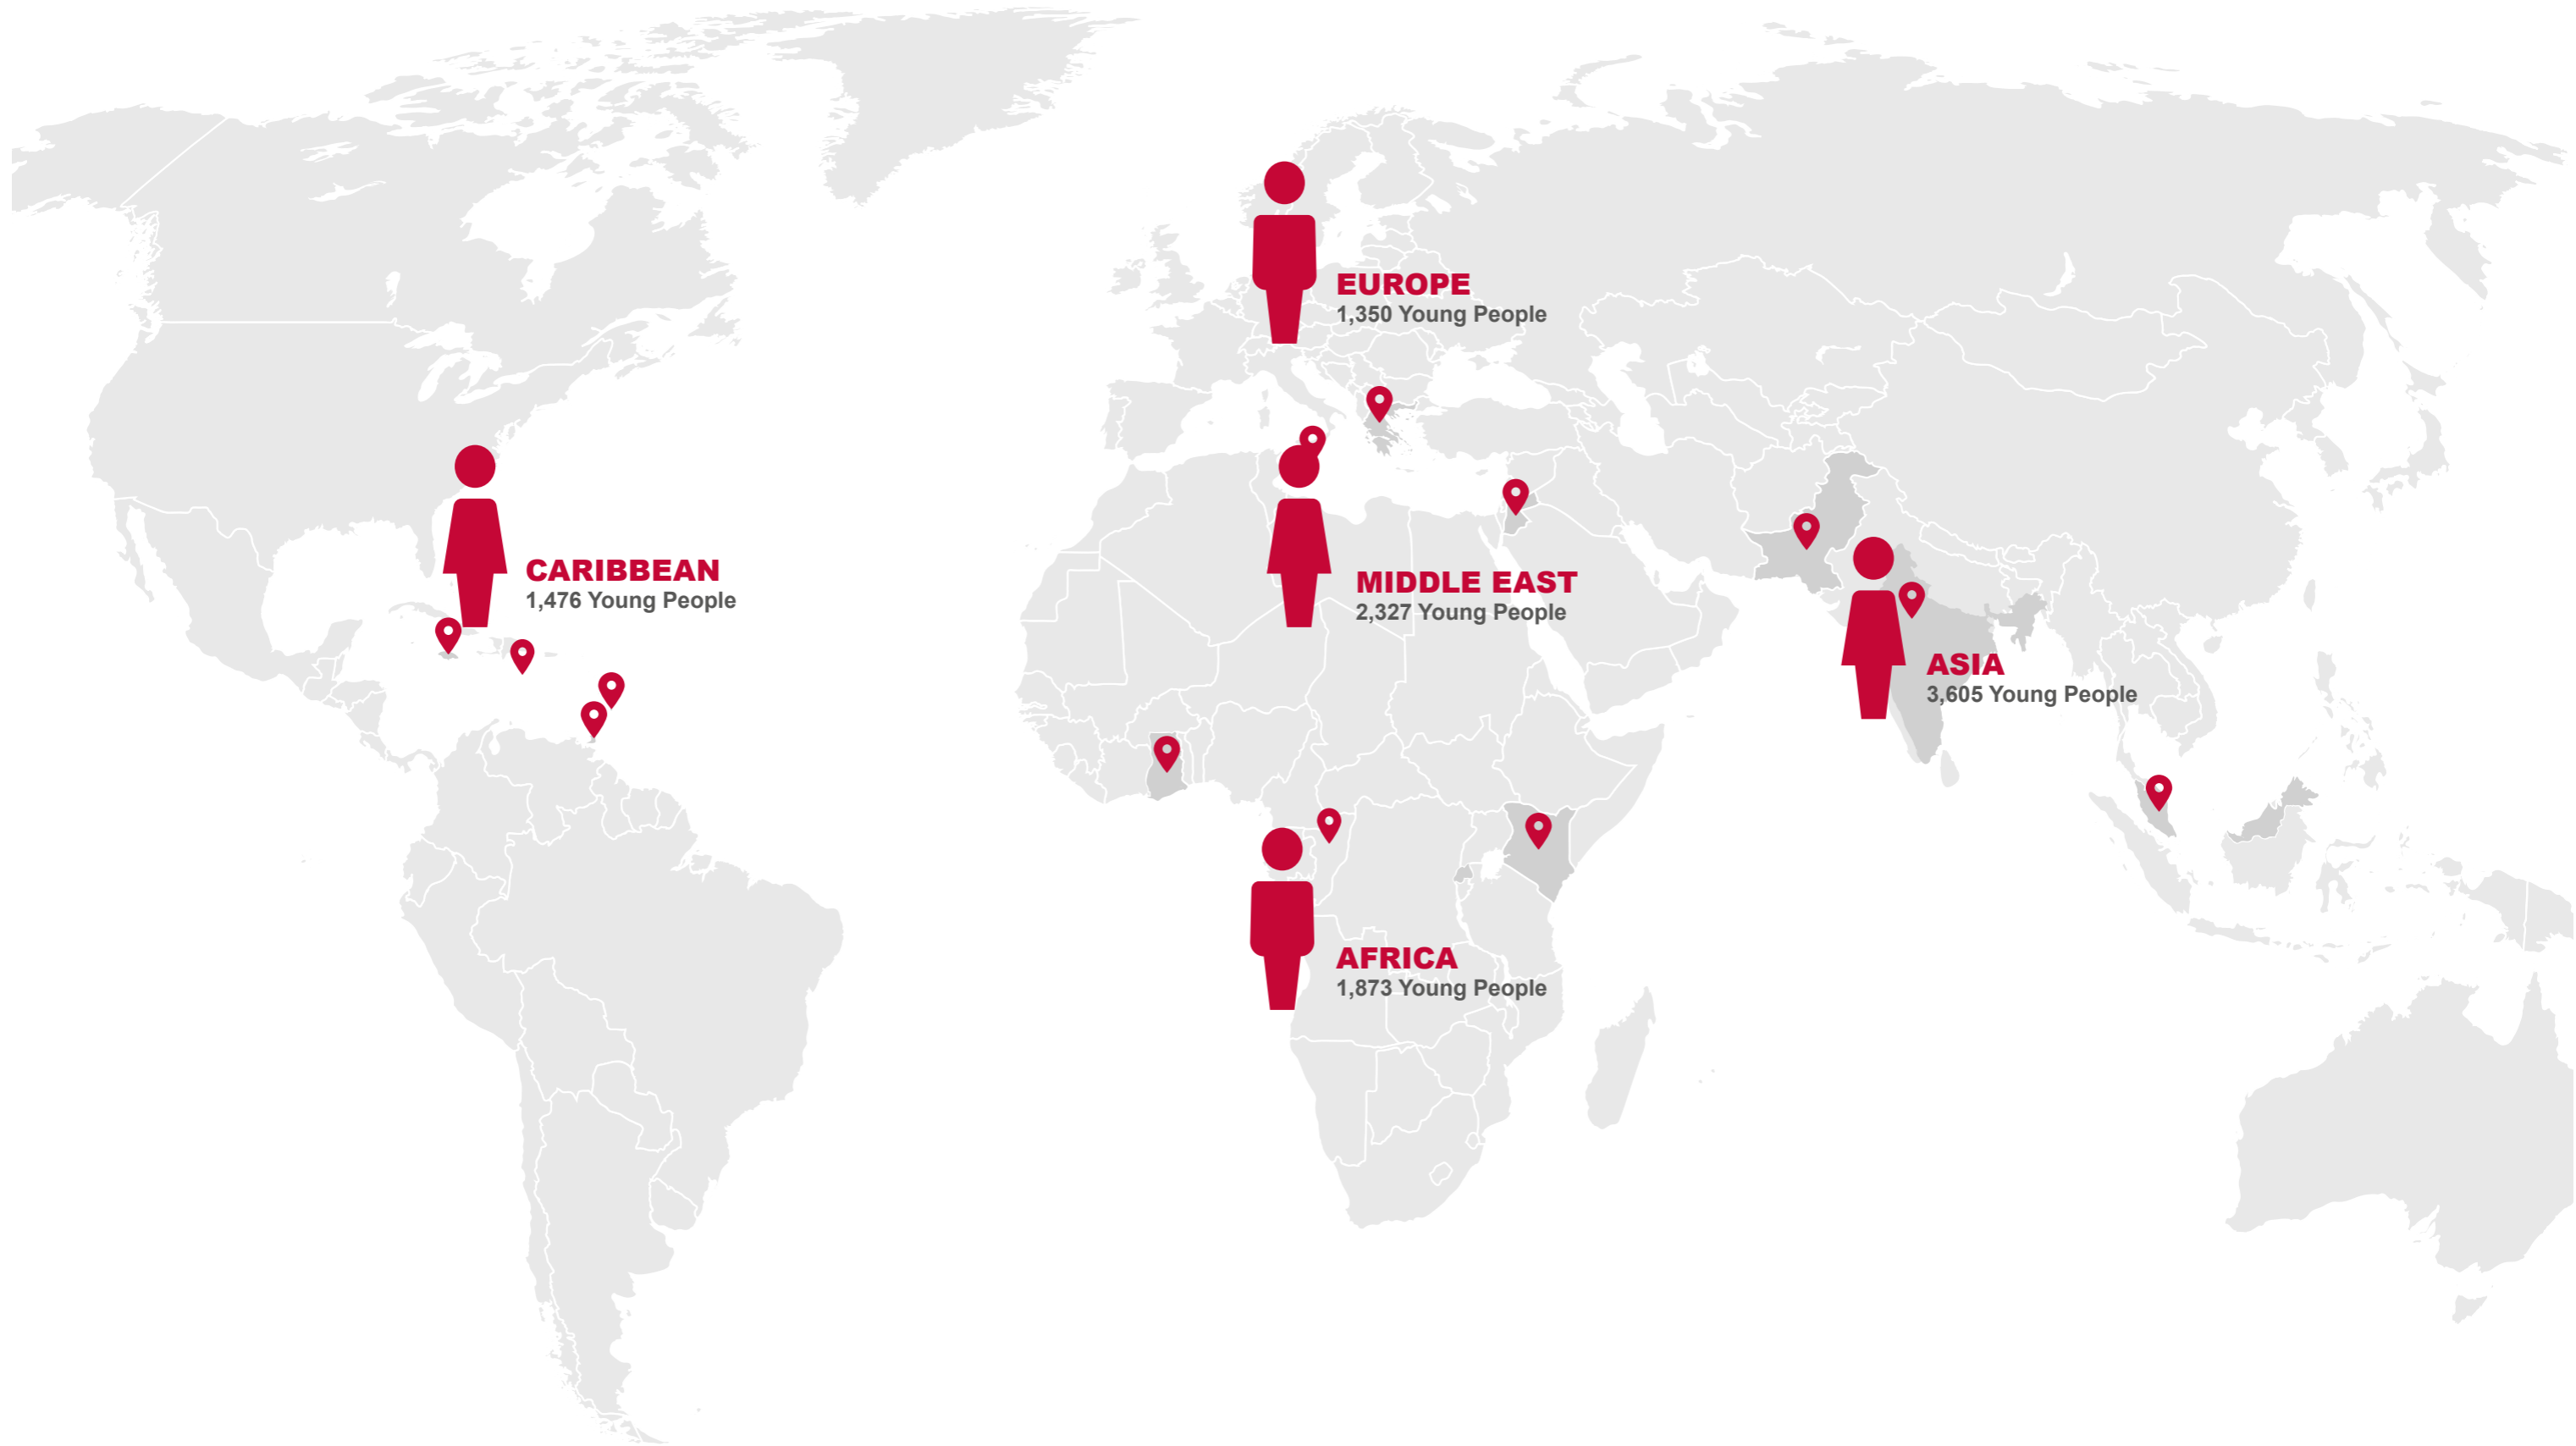 EUROPE
1,350 Young People
CARIBBEAN
1,476 Young People
MIDDLE EAST
2,327 Young People
ASIA
3,605 Young People
AFRICA
1,873 Young People